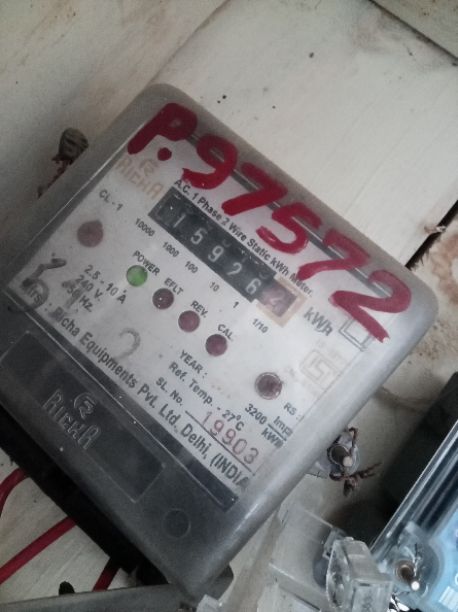 P.97572
RICHA
A.C. 1 Phase 2 Wire Static kWh Meter.
CL - 1
15926
kWh
10000 1000 100 10 1 1/10
POWER EFLT REV. CAL.
2.5 - 10 A
240 V.
50 Hz
3200
YEAR :
Ref. Temp. - 27°C
SL. No. 19903
Richa Equipments Pvt. Ltd., Delhi, (INDIA
RICHA